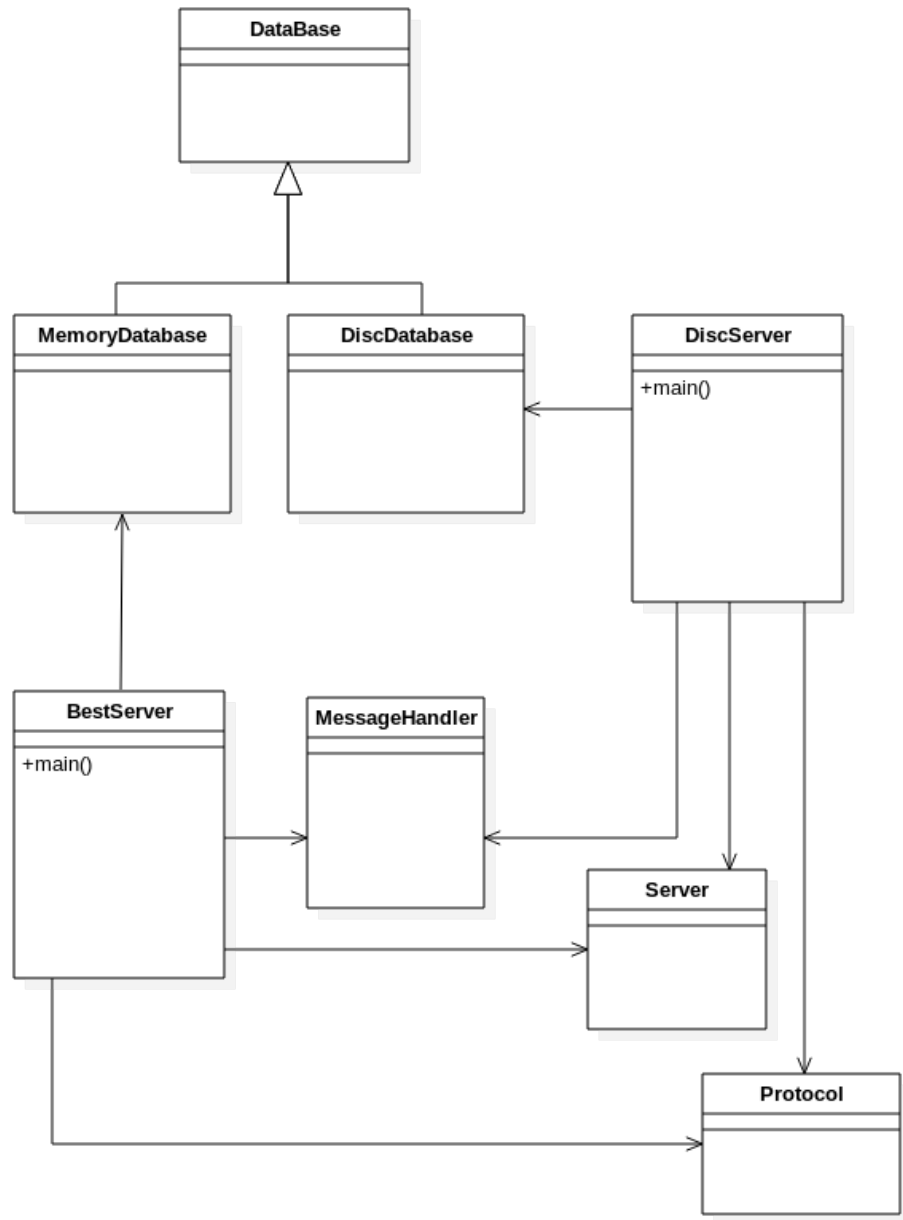 DataBase
MemoryDatabase
DiscDatabase
DiscServer
+main()
BestServer
+main()
MessageHandler
Server
Protocol